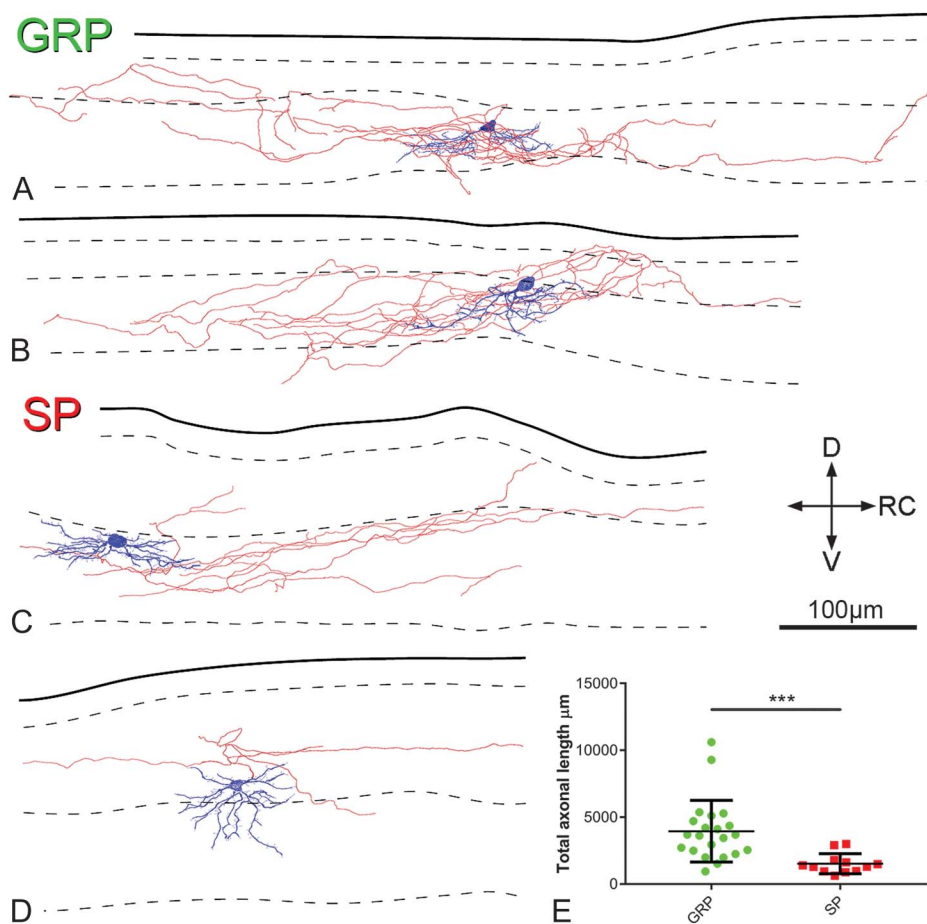 GRP
A
B
SP
D
RC
V
100µm
C
D
E
Total axonal length µm
15000
10000
5000
0
***
GRP
SP